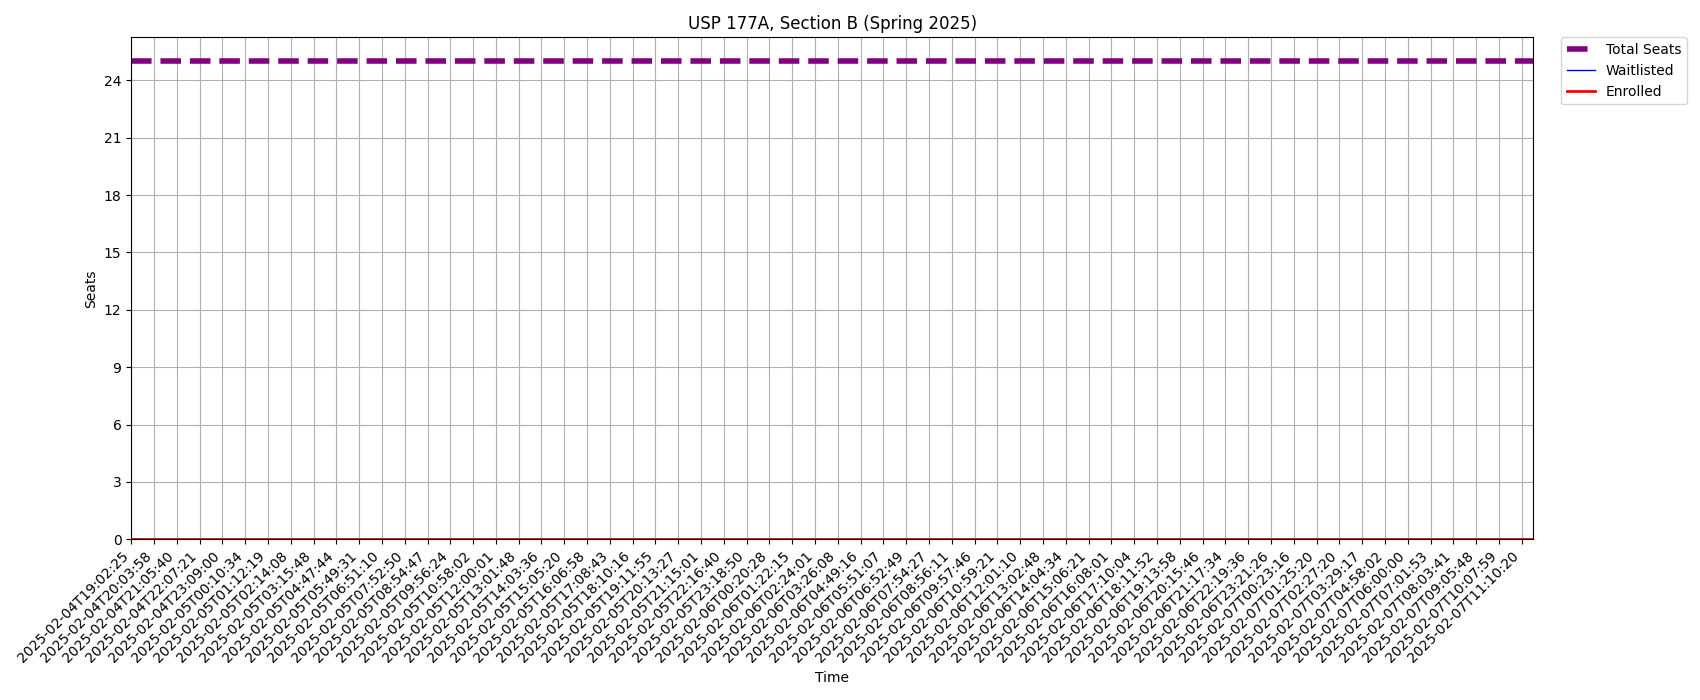 USP 177A, Section B (Spring 2025)
Total Seats
Waitlisted
Enrolled
Seats
24
21
18
15
12
9
6
3
0
2025-02-04T19:02:25
2025-02-04T20:03:58
2025-02-04T21:05:40
2025-02-04T22:07:21
2025-02-04T23:09:00
2025-02-05T00:10:34
2025-02-05T01:12:19
2025-02-05T02:14:08
2025-02-05T03:15:48
2025-02-05T04:47:44
2025-02-05T05:49:31
2025-02-05T06:51:10
2025-02-05T07:52:50
2025-02-05T08:54:47
2025-02-05T09:56:24
2025-02-05T10:58:02
2025-02-05T12:00:01
2025-02-05T13:01:48
2025-02-05T14:03:36
2025-02-05T15:05:20
2025-02-05T16:06:58
2025-02-05T17:08:43
2025-02-05T18:10:16
2025-02-05T19:11:55
2025-02-05T20:13:27
2025-02-05T21:15:01
2025-02-05T22:16:40
2025-02-05T23:18:50
2025-02-06T00:20:28
2025-02-06T01:22:15
2025-02-06T02:24:01
2025-02-06T03:26:08
2025-02-06T04:49:16
2025-02-06T05:51:07
2025-02-06T06:52:49
2025-02-06T07:54:27
2025-02-06T08:56:11
2025-02-06T09:57:46
2025-02-06T10:59:21
2025-02-06T12:01:10
2025-02-06T13:02:48
2025-02-06T14:04:34
2025-02-06T15:06:21
2025-02-06T16:08:01
2025-02-06T17:10:04
2025-02-06T18:11:52
2025-02-06T19:13:58
2025-02-06T20:15:46
2025-02-06T21:17:34
2025-02-06T22:19:36
2025-02-06T23:21:26
2025-02-07T00:23:16
2025-02-07T01:25:20
2025-02-07T02:27:20
2025-02-07T03:29:17
2025-02-07T04:58:02
2025-02-07T06:00:00
2025-02-07T07:01:53
2025-02-07T08:03:41
2025-02-07T09:05:48
2025-02-07T10:07:59
2025-02-07T11:10:20
Time